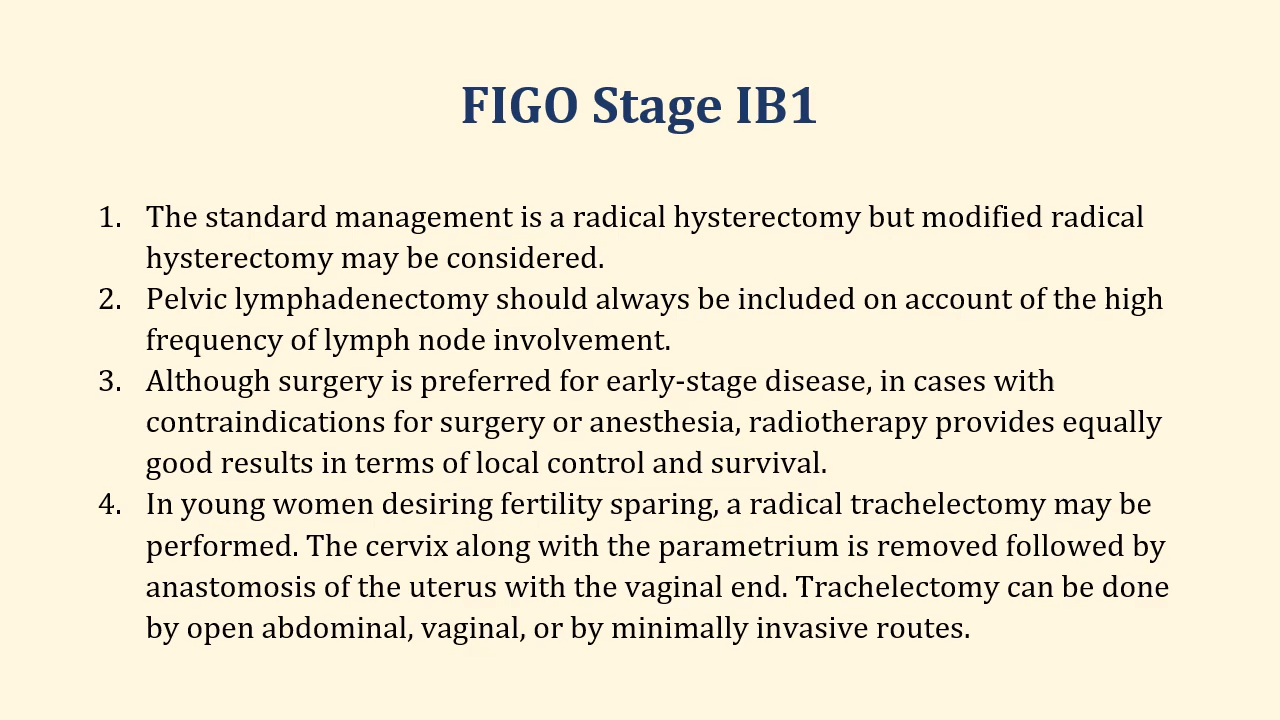 FIGO Stage IB1
1. The standard management is a radical hysterectomy but modified radical
hysterectomy may be considered.
2. Pelvic lymphadenectomy should always be included on account of the high
frequency of lymph node involvement.
3. Although surgery is preferred for early-stage disease, in cases with
contraindications for surgery or anesthesia, radiotherapy provides equally
good results in terms of local control and survival.
4. In young women desiring fertility sparing, a radical trachelectomy may be
performed. The cervix along with the parametrium is removed followed by
anastomosis of the uterus with the vaginal end. Trachelectomy can be done
by open abdominal, vaginal, or by minimally invasive routes.